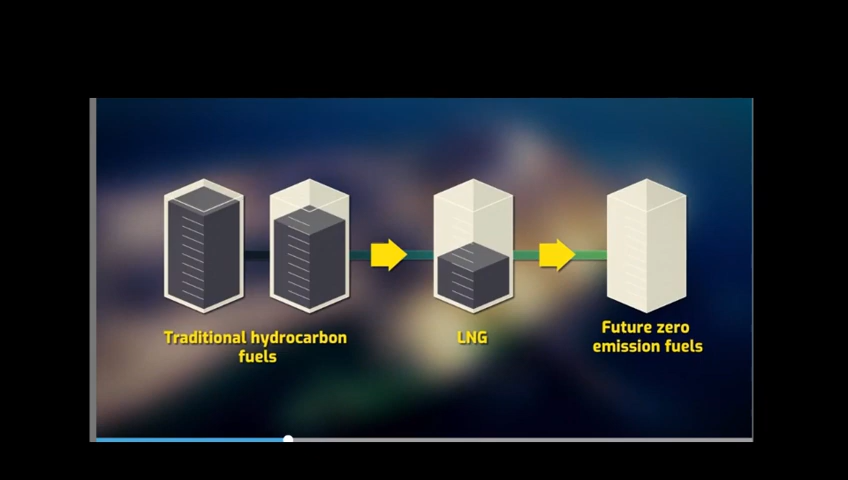 Traditional hydrocarbon
fuels
LNG
Future zero
emission fuels